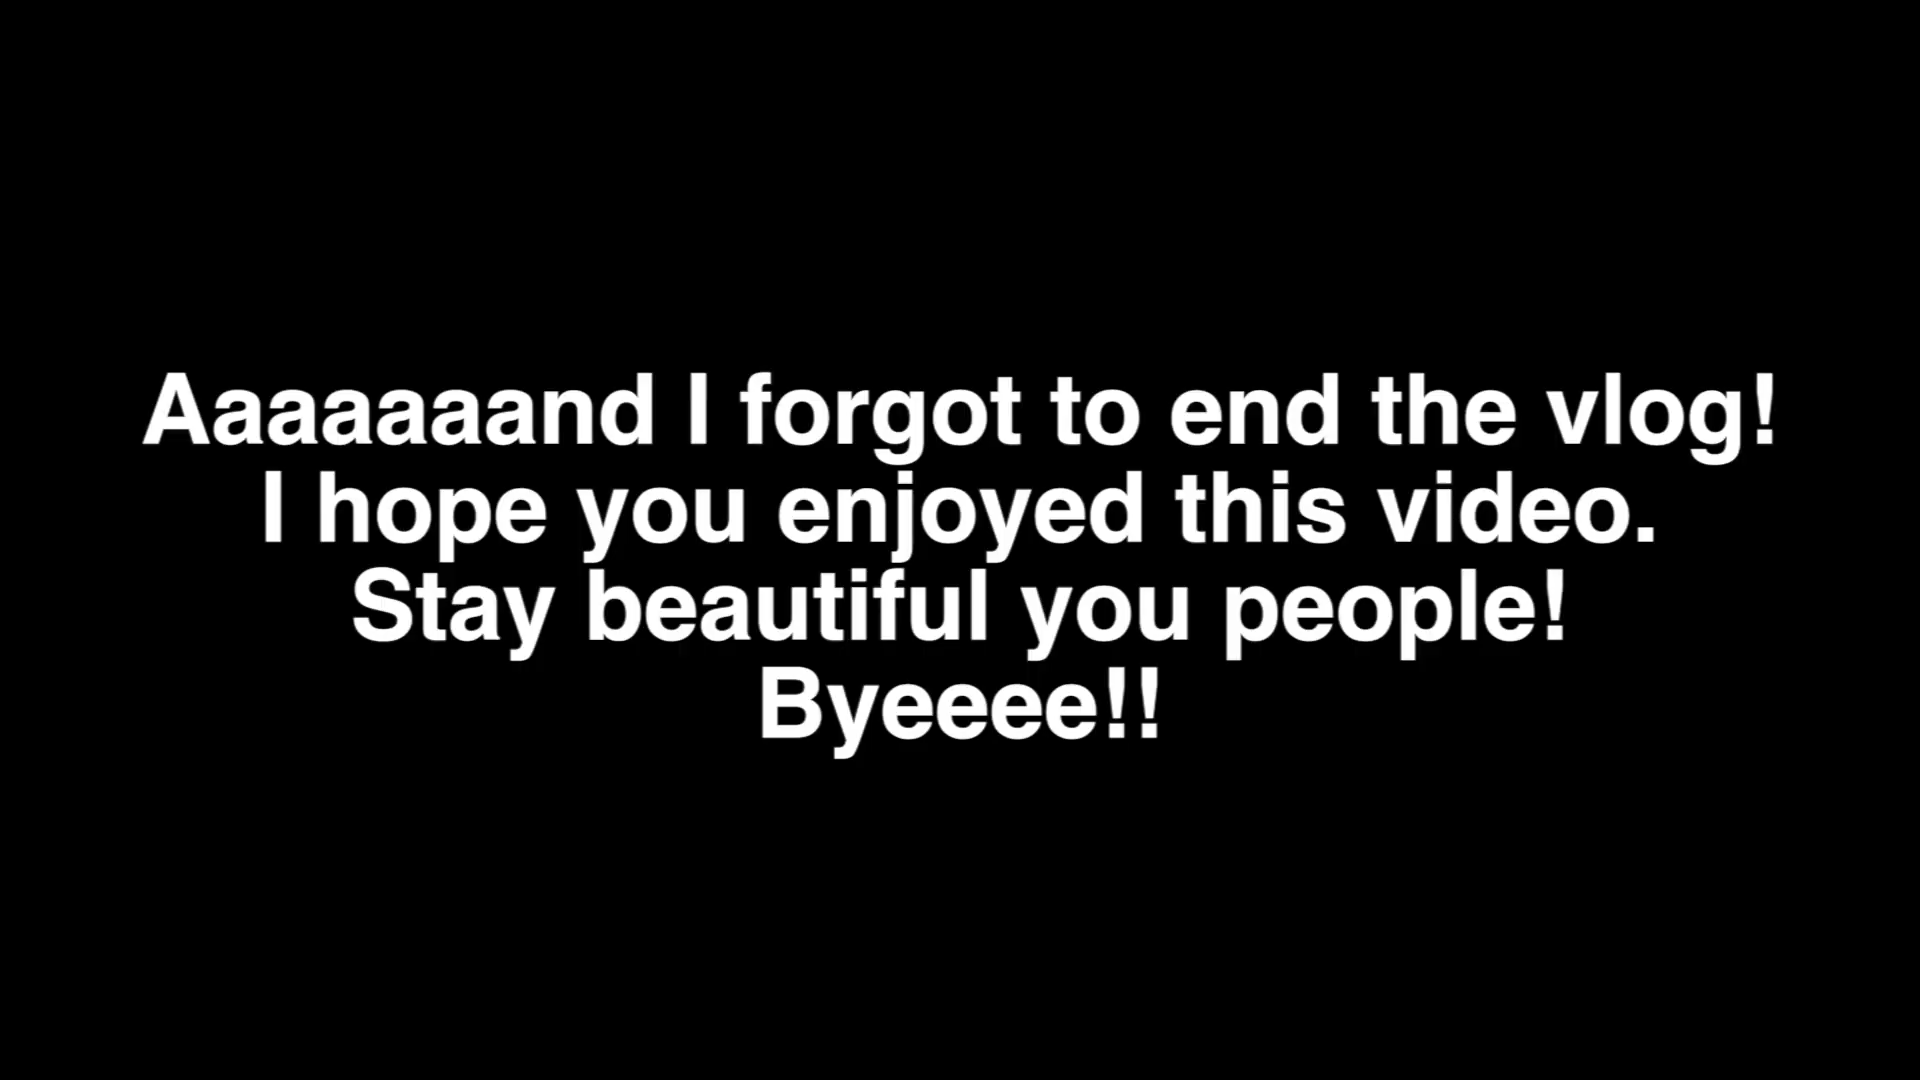 Aaaaaaand I forgot to end the vlog!
I hope you enjoyed this video.
Stay beautiful you people!
Byeeee!!